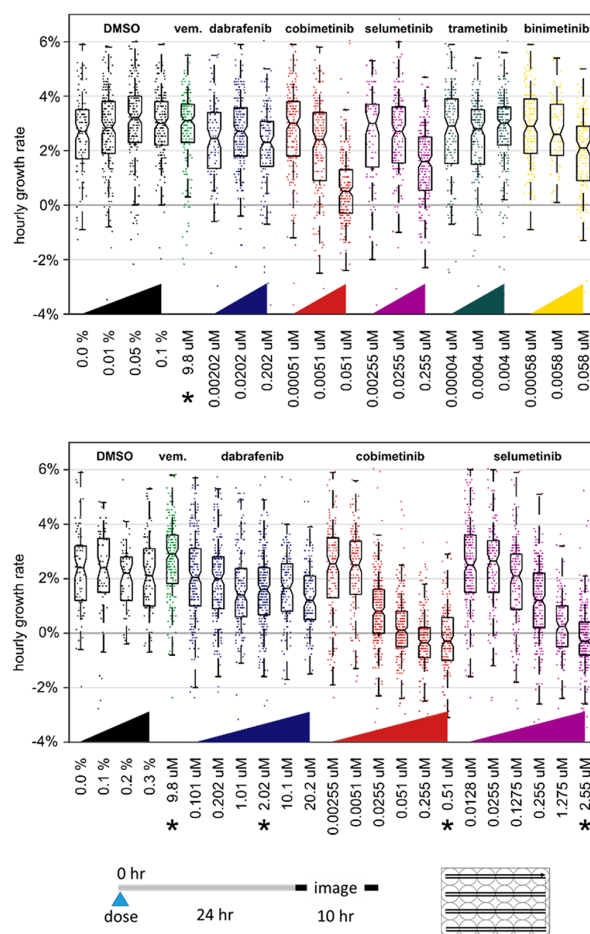 DMSO vem. dabrafenib cobimetinib selumetinib trametinib binimetinib
6%
4%
2%
0%
-2%
-4%
hourly growth rate
0.0 %
0.01 %
0.05 %
0.1 %
9.8 uM
0.00202 uM
0.0202 uM
0.202 uM
0.00051 uM
0.0051 uM
0.051 uM
0.00255 uM
0.0255 uM
0.255 uM
0.00004 uM
0.0004 uM
0.004 uM
0.00058 uM
0.0058 uM
0.058 uM
*
DMSO vem. dabrafenib cobimetinib selumetinib
6%
4%
2%
0%
-2%
-4%
hourly growth rate
0.0 %
0.1 %
0.2 %
0.3 %
9.8 uM
0.101 uM
0.202 uM
1.01 uM
2.02 uM
10.1 uM
20.2 uM
0.00255 uM
0.0051 uM
0.0255 uM
0.051 uM
0.255 uM
0.51 uM
0.0128 uM
0.0255 uM
0.1275 uM
0.255 uM
1.275 uM
2.55 uM
* * * *
0 hr
image
dose 24 hr 10 hr